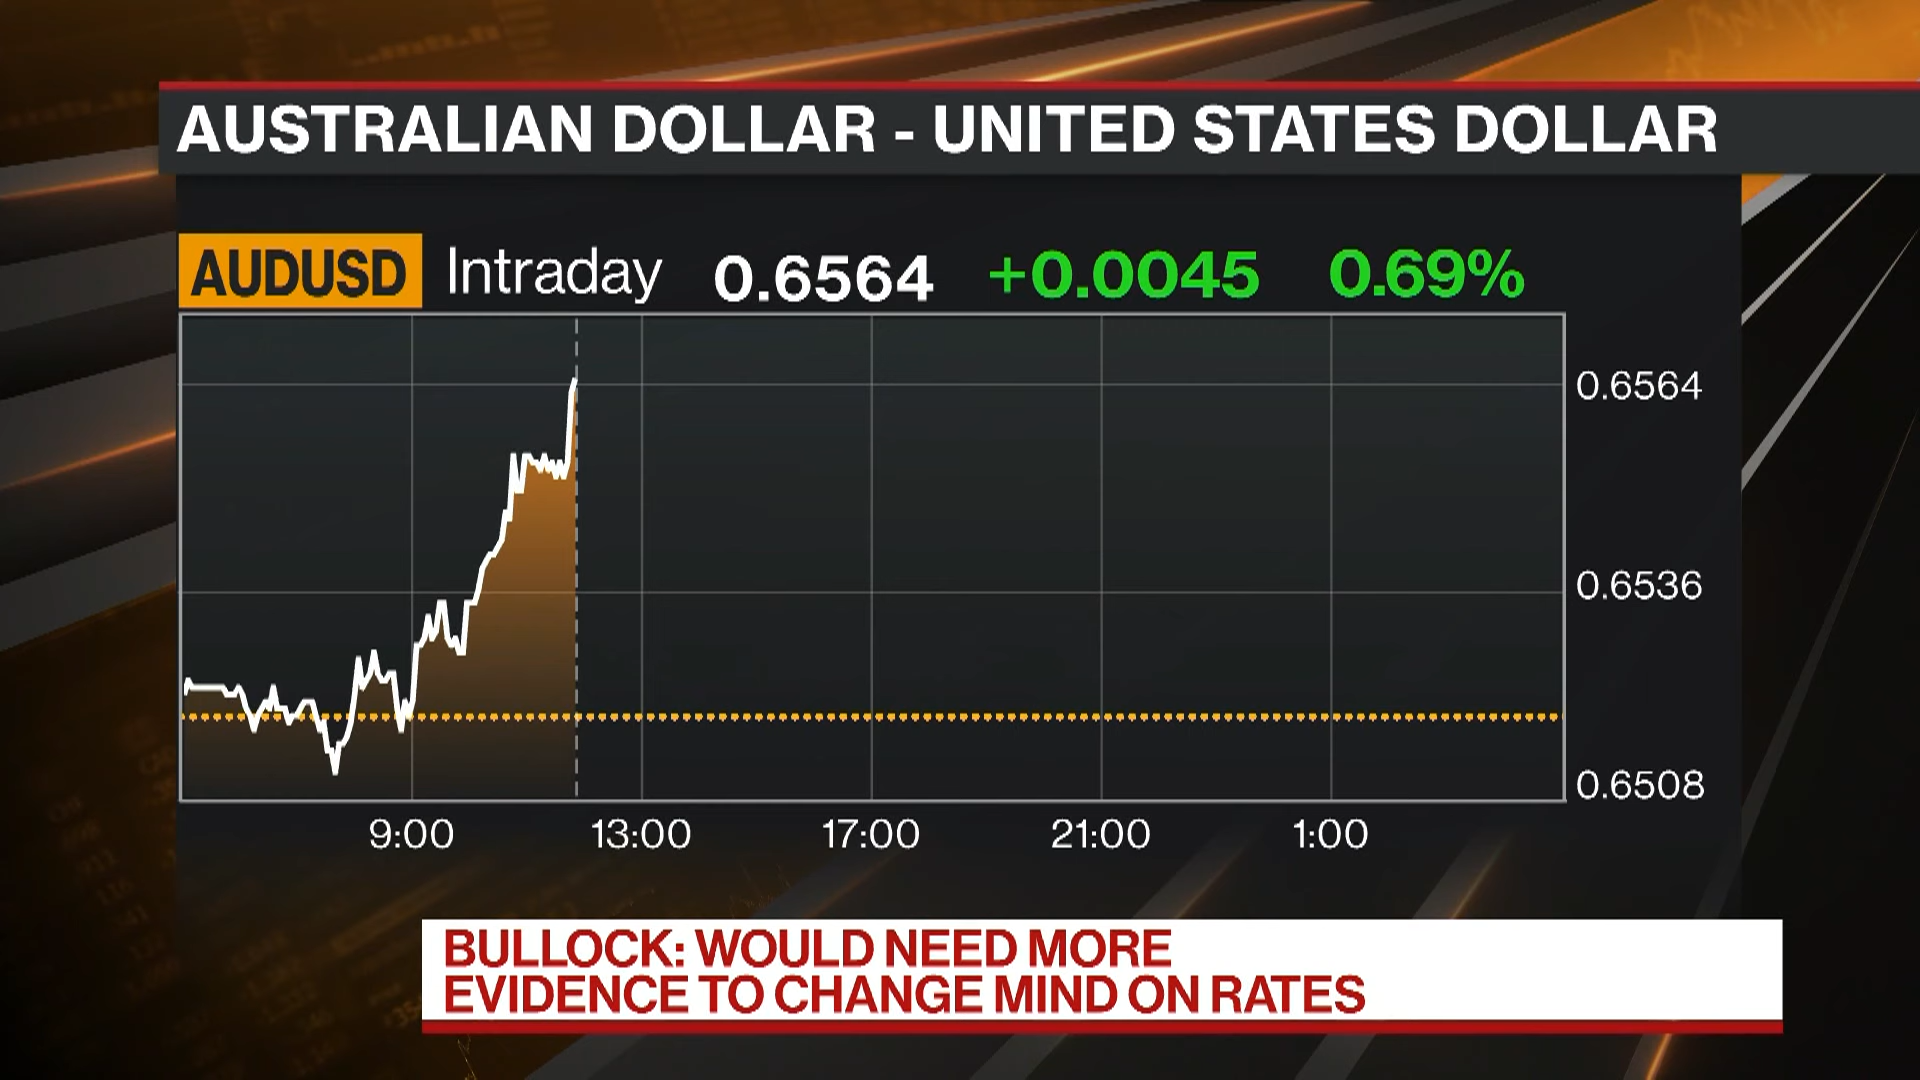 AUSTRALIAN DOLLAR - UNITED STATES DOLLAR
AUDUSD Intraday 0.6564 +0.0045 0.69%
0.6564
0.6536
0.6508
9:00 13:00 17:00 21:00 1:00
BULLOCK: WOULD NEED MORE
EVIDENCE TO CHANGE MIND ON RATES